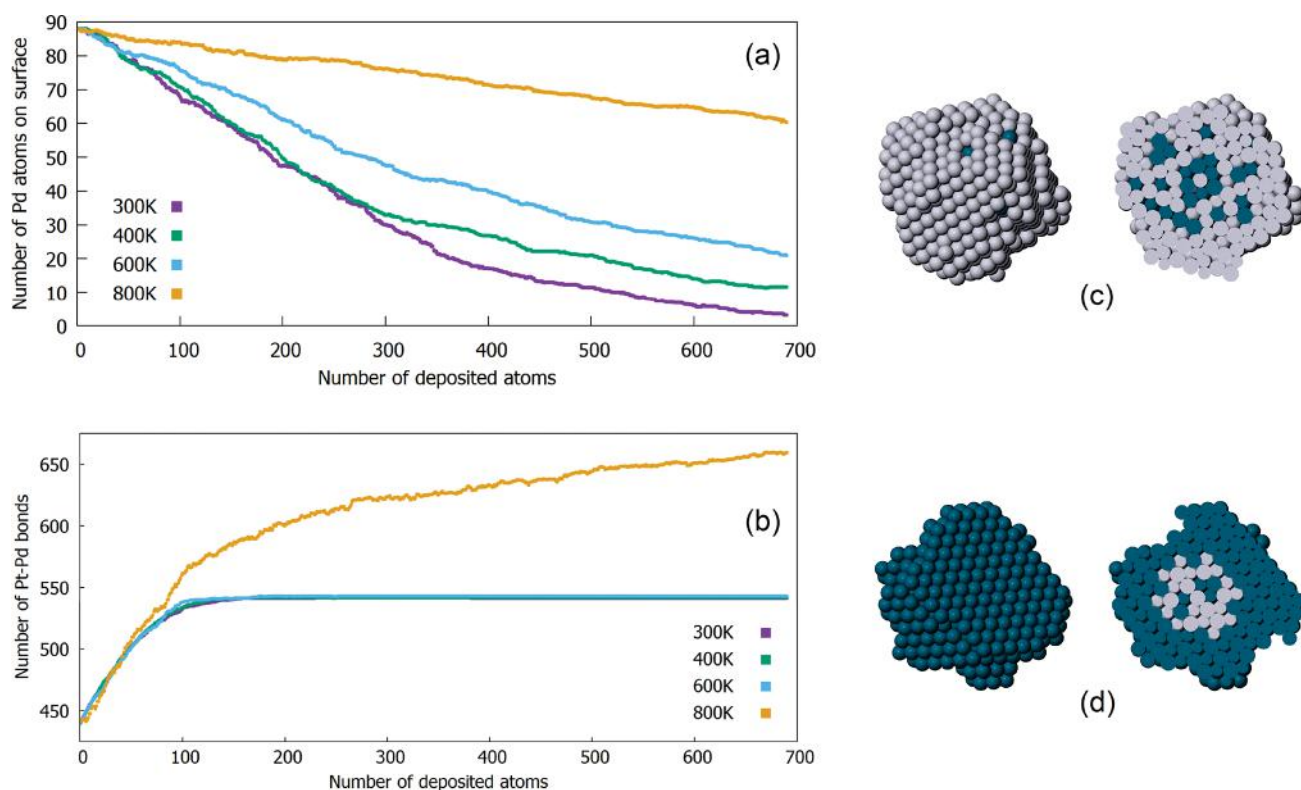 90
80
70
60
50
40
30
20
10
0
Number of Pd atoms on surface
(a)
300K
400K
600K
800K
0 100 200 300 400 500 600 700
Number of deposited atoms
(c)
650
600
550
500
450
Number of Pt-Pd bonds
(b)
300K
400K
600K
800K
0 100 200 300 400 500 600 700
Number of deposited atoms
(d)